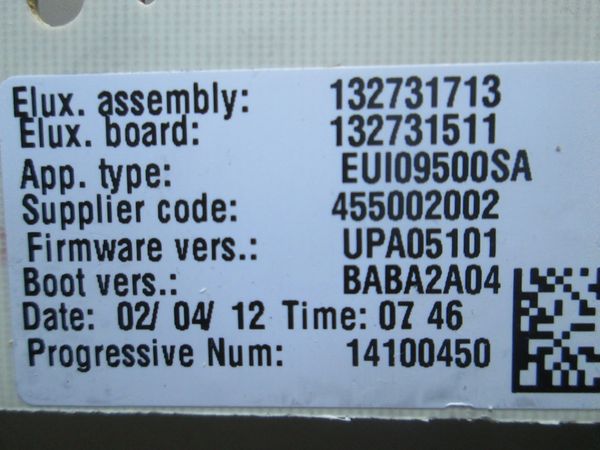 Elux. assembly: 132731713
Elux. board: 132731511
App. type: EUI09500SA
Supplier code: 455002002
Firmware vers.: UPA05101
Boot vers.: BABA2A04
Date: 02/ 04/ 12 Time: 07 46
Progressive Num: 14100450